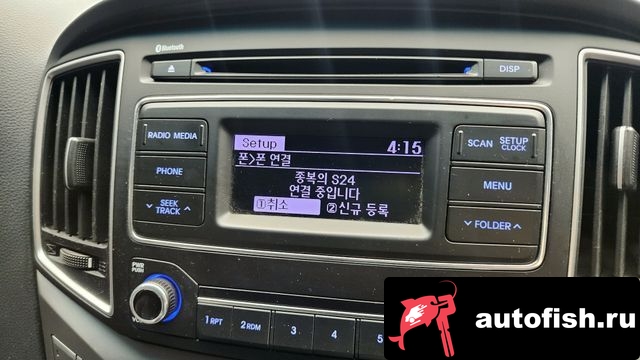 Bluetooth
DISP
RADIO MEDIA
PHONE
SEEK
TRACK
Setup 4:15
폰>폰 연결
종복의 S24
연결 중입니다
①취소 ②신규 등록
SCAN SETUP
CLOCK
MENU
FOLDER
PWR
PUSH
1 RPT 2 RDM 3 4 5
autofish.ru